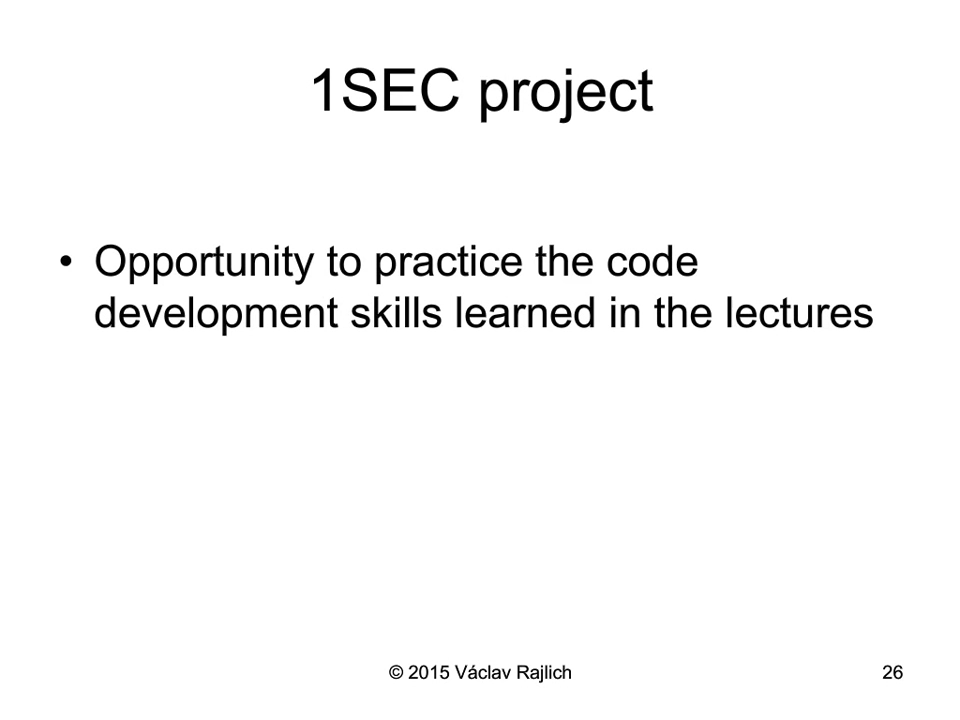 1SEC project
• Opportunity to practice the code
development skills learned in the lectures
© 2015 Václav Rajlich
26